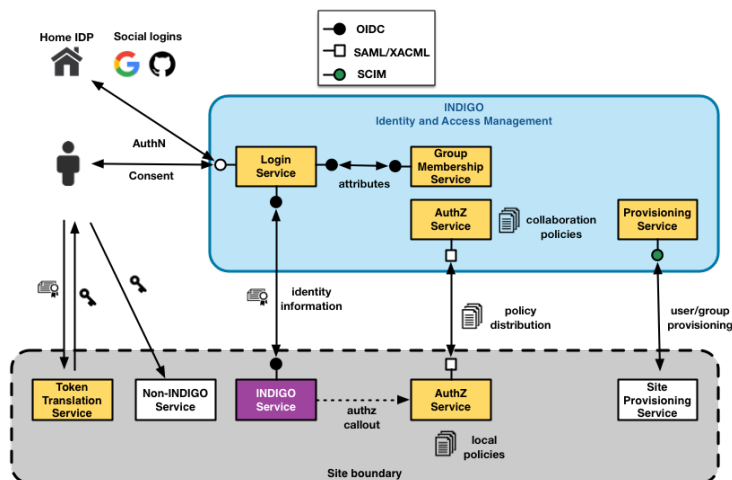 Home IDP
Social logins
OIDC
SAML/XACML
SCIM
INDIGO
Identity and Access Management
AuthN
Consent
Login
Service
attributes
Group
Membership
Service
AuthZ
Service
collaboration
policies
Provisioning
Service
identity
information
policy
distribution
user/group
provisioning
Token
Translation
Service
Non-INDIGO
Service
INDIGO
Service
authz
callout
AuthZ
Service
Site
Provisioning
Service
local
policies
Site boundary